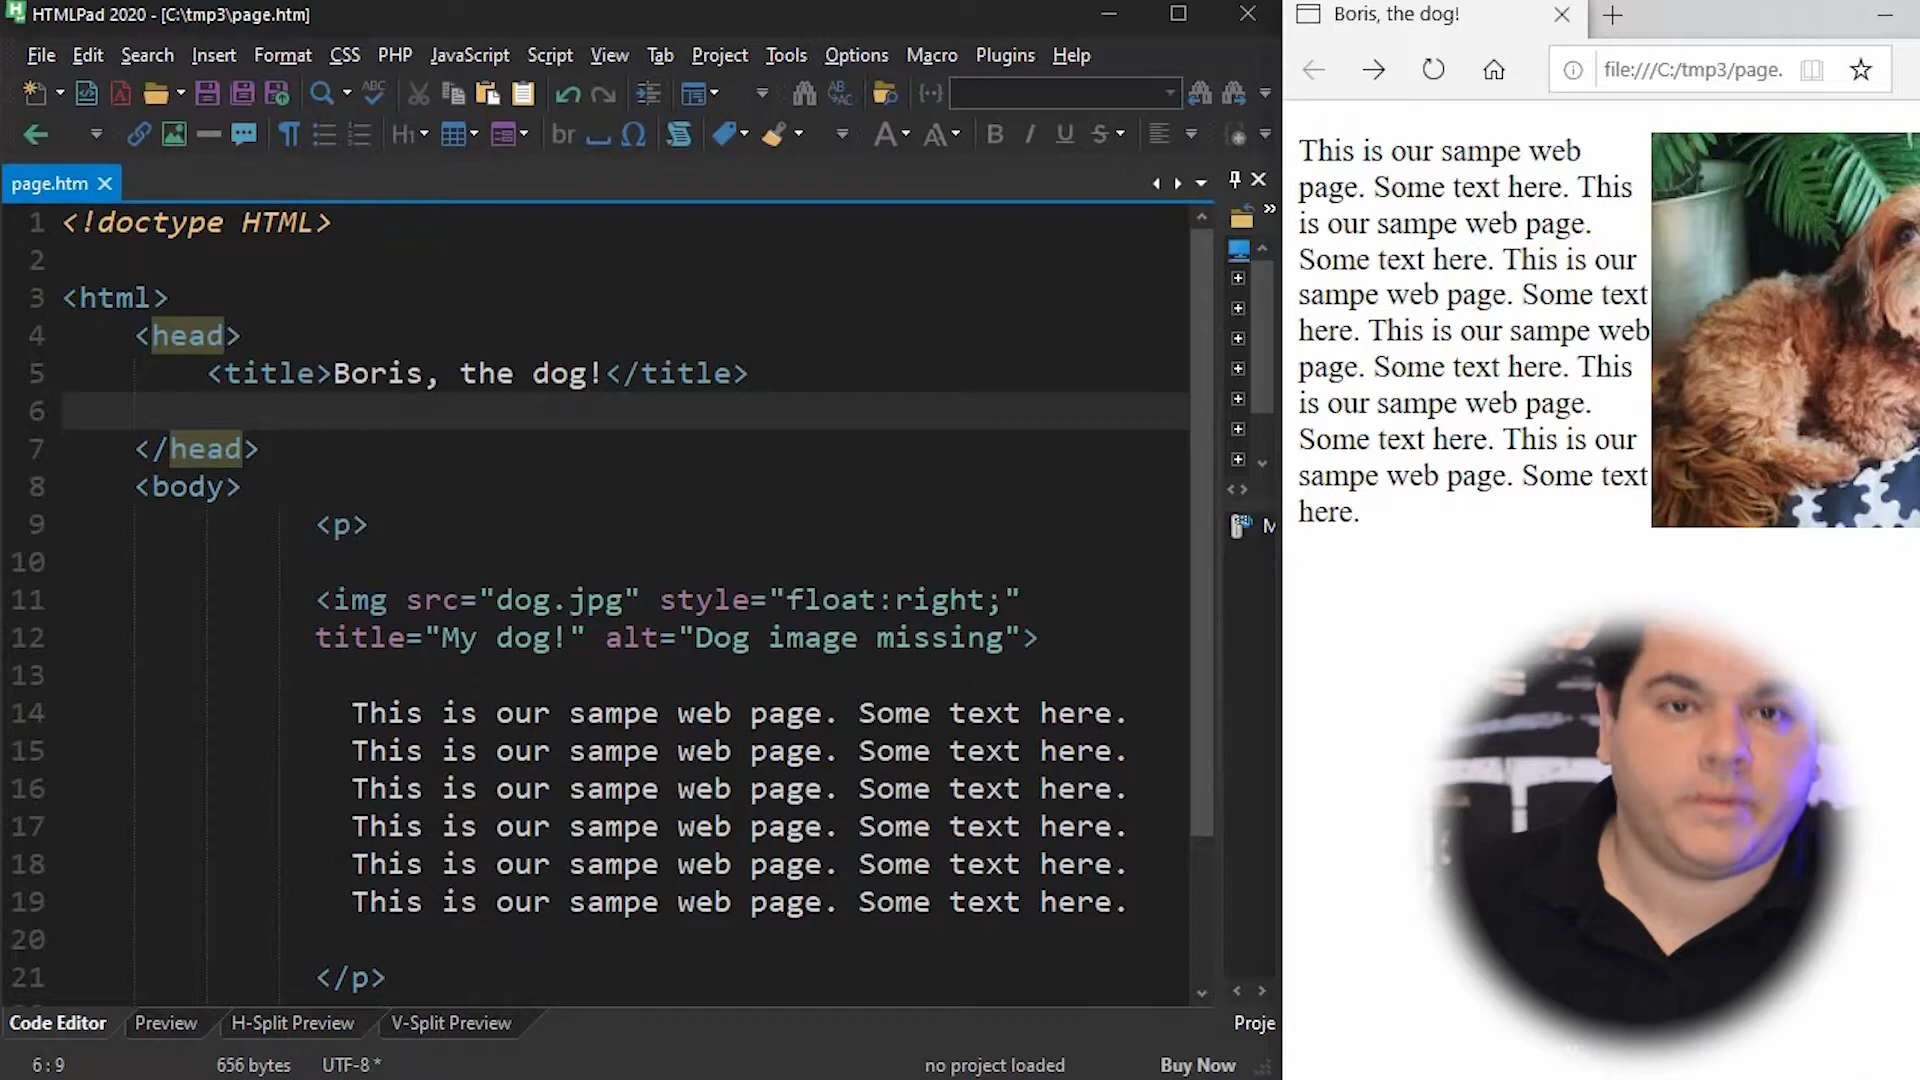 HTMLPad 2020 - [C:\tmp3\page.htm]
File Edit Search Insert Format CSS PHP JavaScript Script View Tab Project Tools Options Macro Plugins Help
ABC
H1 br Ω A A B I U S
page.htm
1 <!doctype HTML>
2
3 <html>
4 <head>
5 <title>Boris, the dog!</title>
6
7 </head>
8 <body>
9 <p>
10
11 <img src="dog.jpg" style="float:right;"
12 title="My dog!" alt="Dog image missing">
13
14 This is our sampe web page. Some text here.
15 This is our sampe web page. Some text here.
16 This is our sampe web page. Some text here.
17 This is our sampe web page. Some text here.
18 This is our sampe web page. Some text here.
19 This is our sampe web page. Some text here.
20
21 </p>
M
Code Editor Preview H-Split Preview V-Split Preview
Proje
6:9 656 bytes UTF-8 * no project loaded Buy Now
Boris, the dog!
file:///C:/tmp3/page.
This is our sampe web
page. Some text here. This
is our sampe web page.
Some text here. This is our
sampe web page. Some text
here. This is our sampe web
page. Some text here. This
is our sampe web page.
Some text here. This is our
sampe web page. Some text
here.